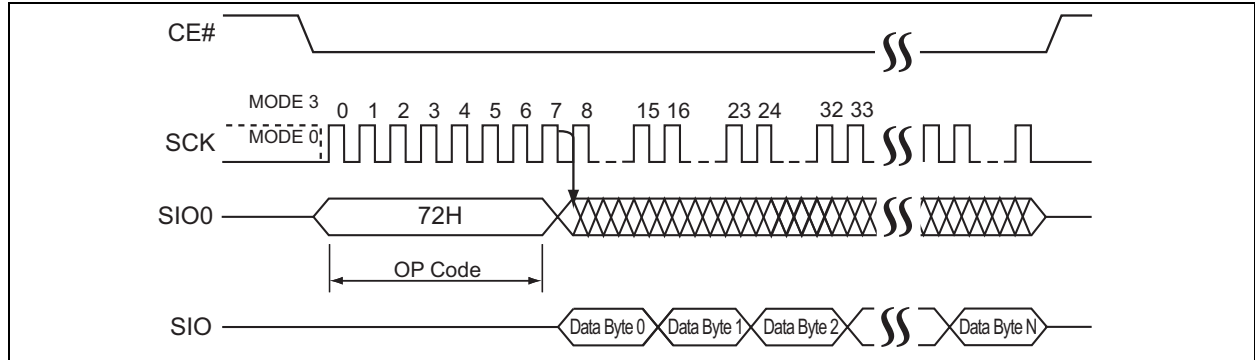 CE#
MODE 3
0 1 2 3 4 5 6 7 8 15 16 23 24 32 33
SCK
MODE 0
SIO0
72H
OP Code
SIO
Data Byte 0
Data Byte 1
Data Byte 2
Data Byte N